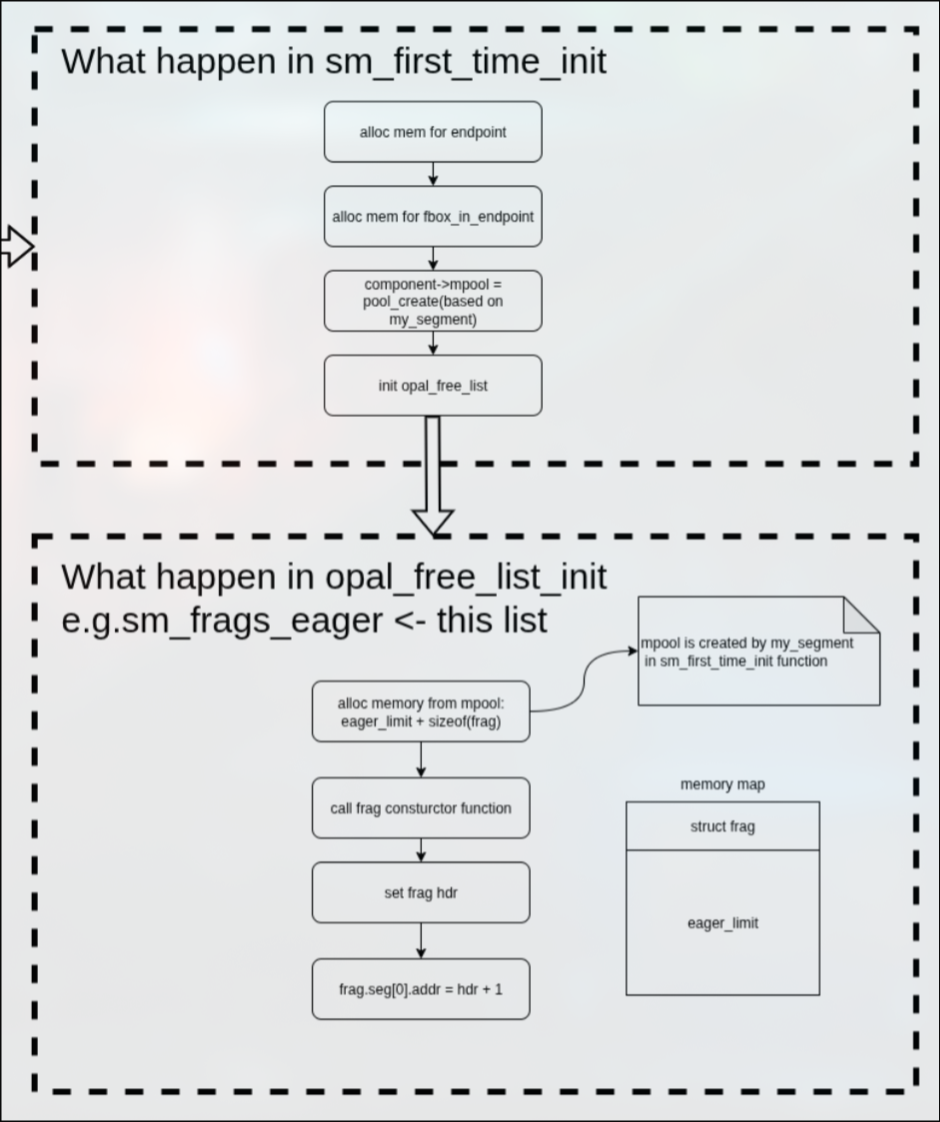 What happen in sm_first_time_init
alloc mem for endpoint
alloc mem for fbox_in_endpoint
component->mpool =
pool_create(based on
my_segment)
init opal_free_list
What happen in opal_free_list_init
e.g.sm_frags_eager <- this list
mpool is created by my_segment
in sm_first_time_init function
alloc memory from mpool:
eager_limit + sizeof(frag)
call frag consturctor function
set frag hdr
frag.seg[0].addr = hdr + 1
memory map
struct frag
eager_limit